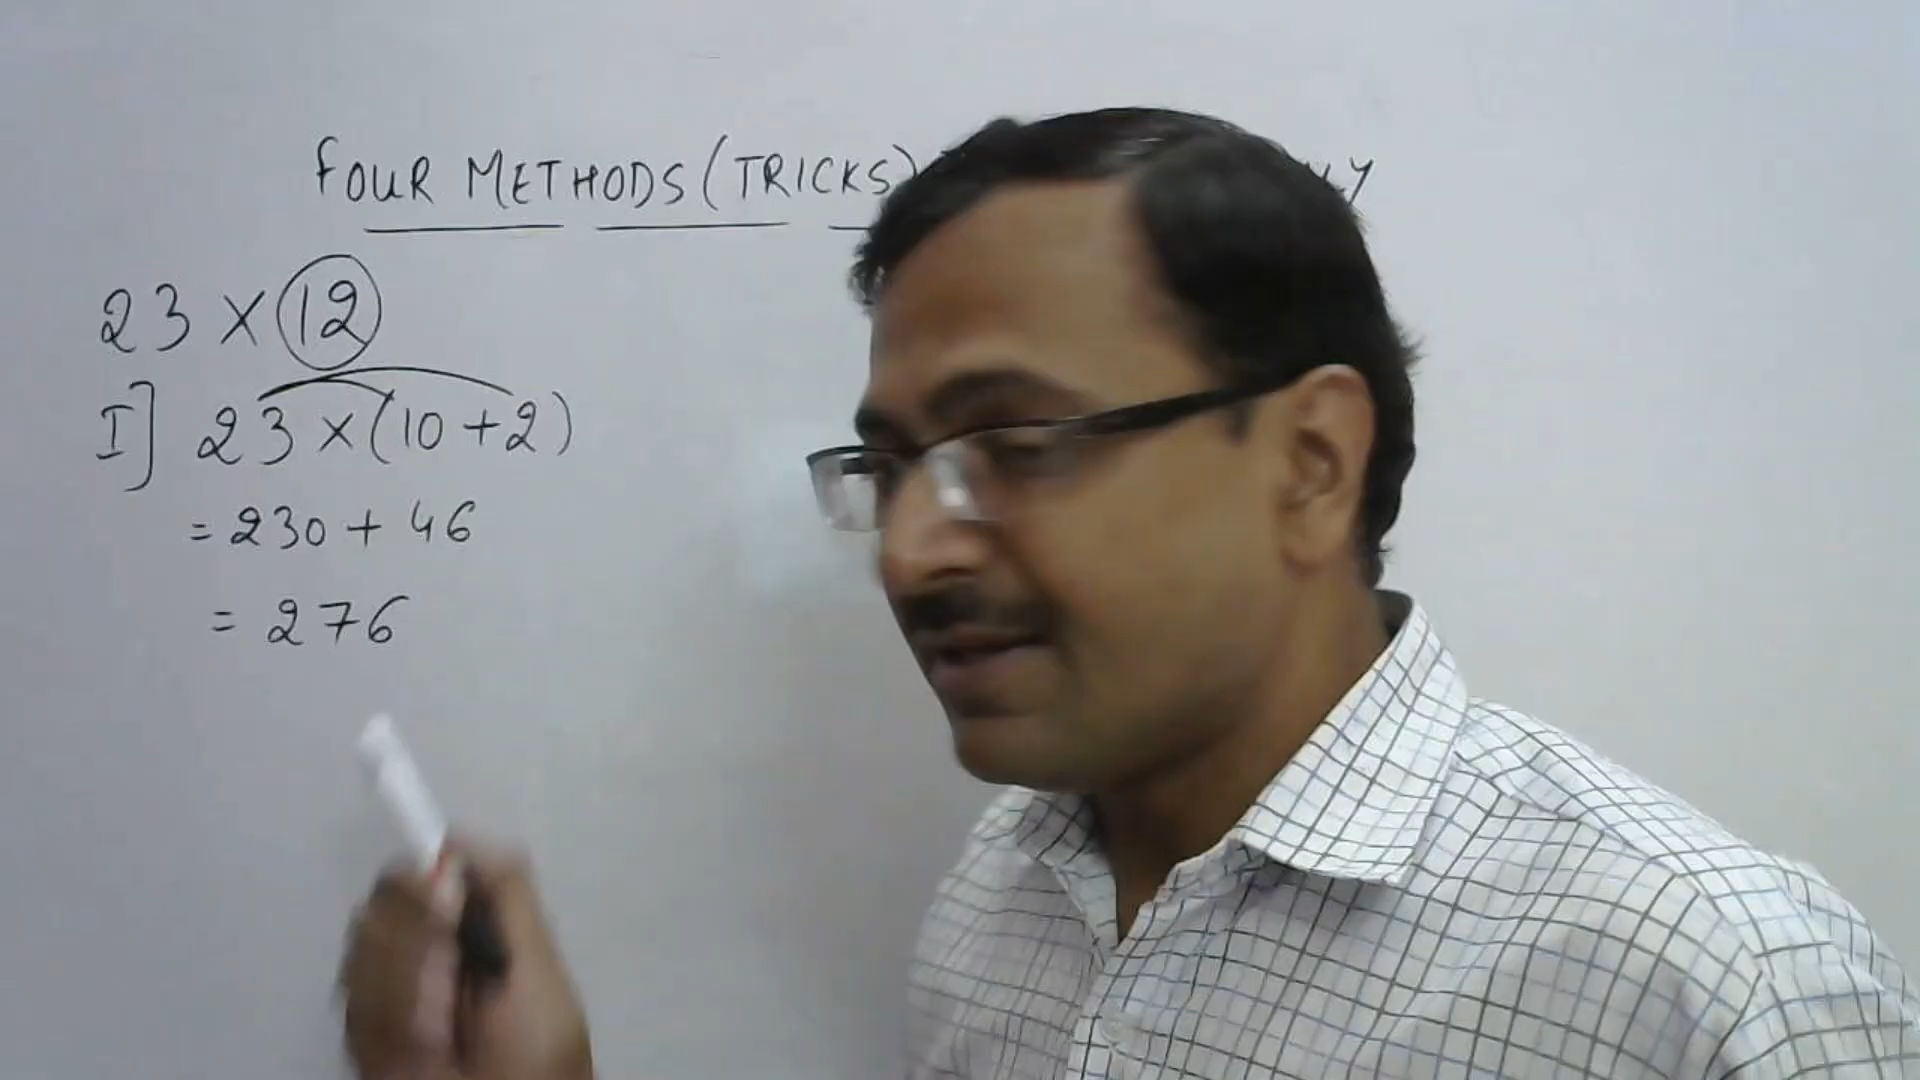 FOUR METHODS (TRICKS)
23 × 12
I] 23 × (10 + 2)
= 230 + 46
= 276